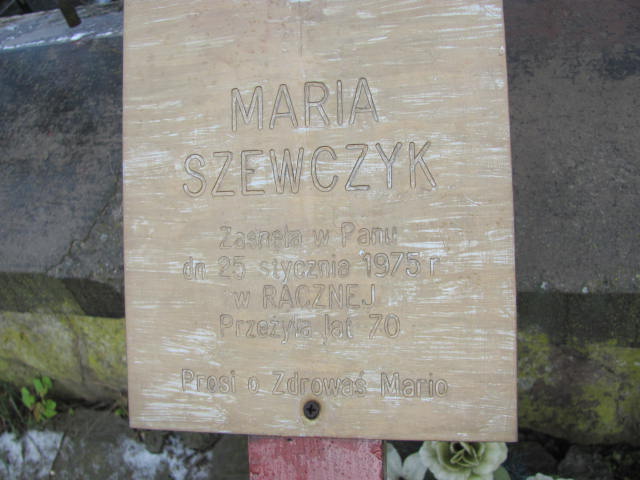 MARIA
SZEWCZYK
Zasnęła w Panu
dn 25 stycznia 1975 r
w RACZNEJ
Przeżyła lat 70
Prosi o Zdrowaś Mario